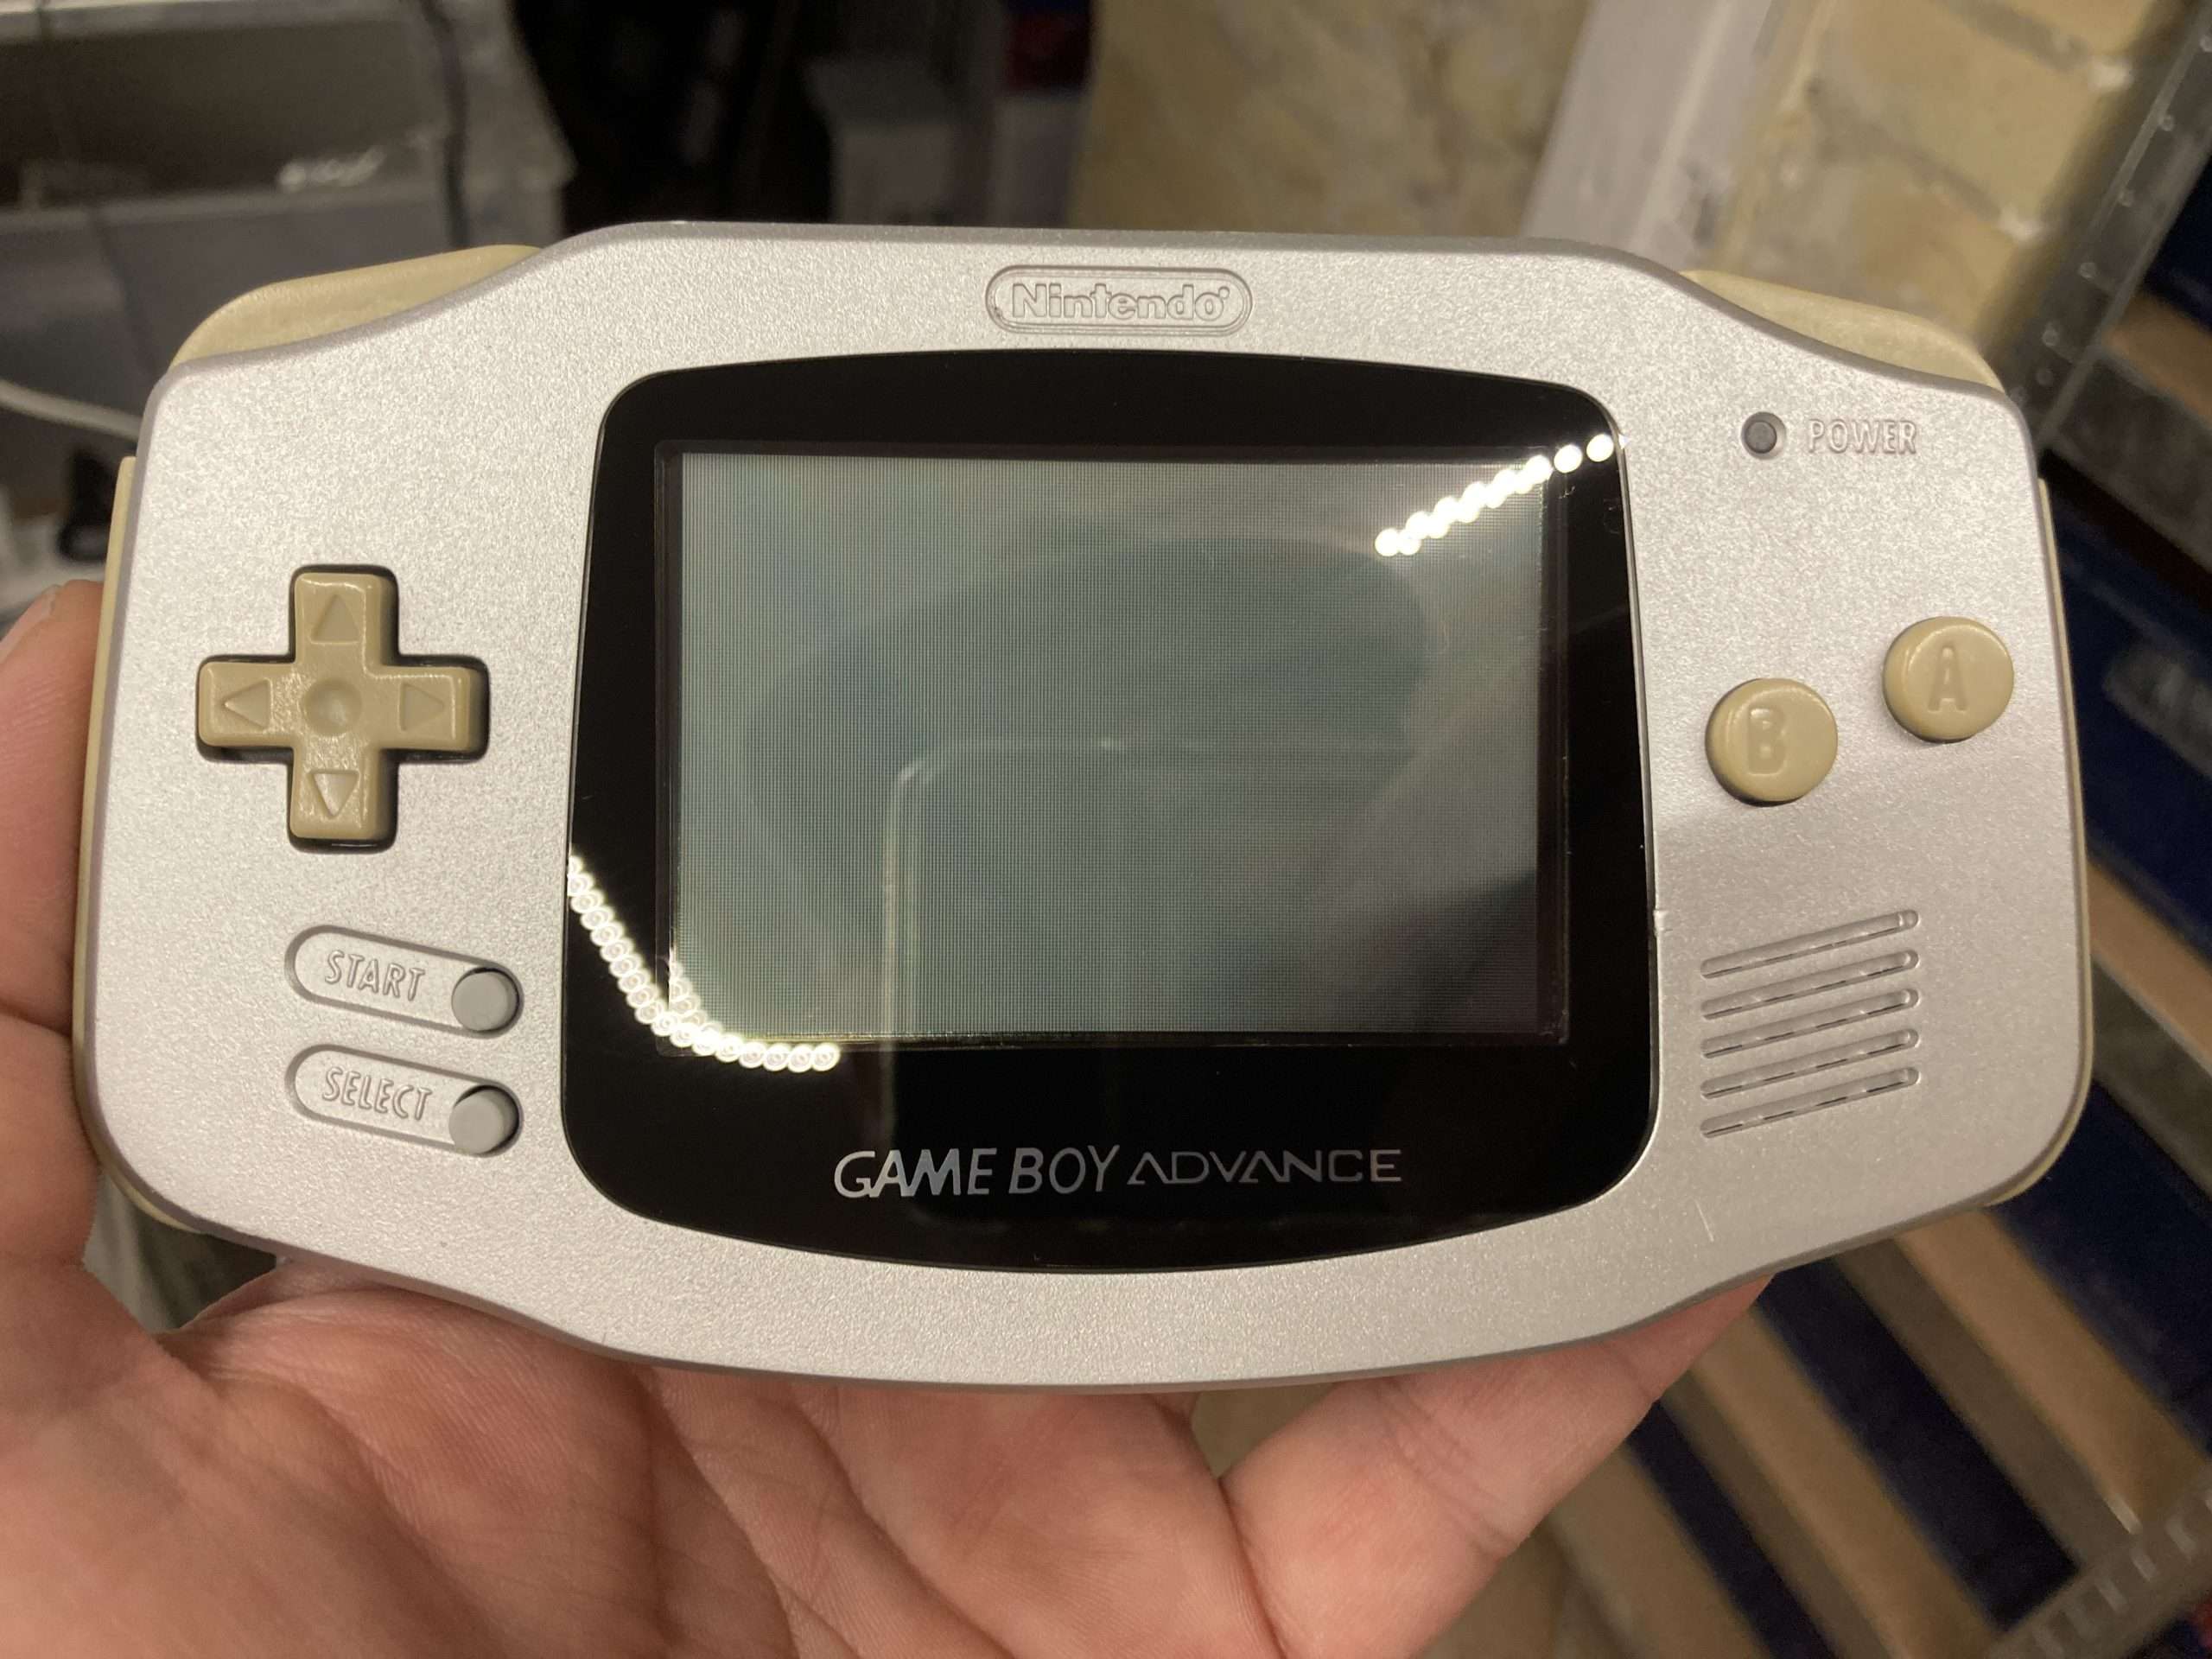 Nintendo
POWER
A
B
START
SELECT
GAME BOY ADVANCE